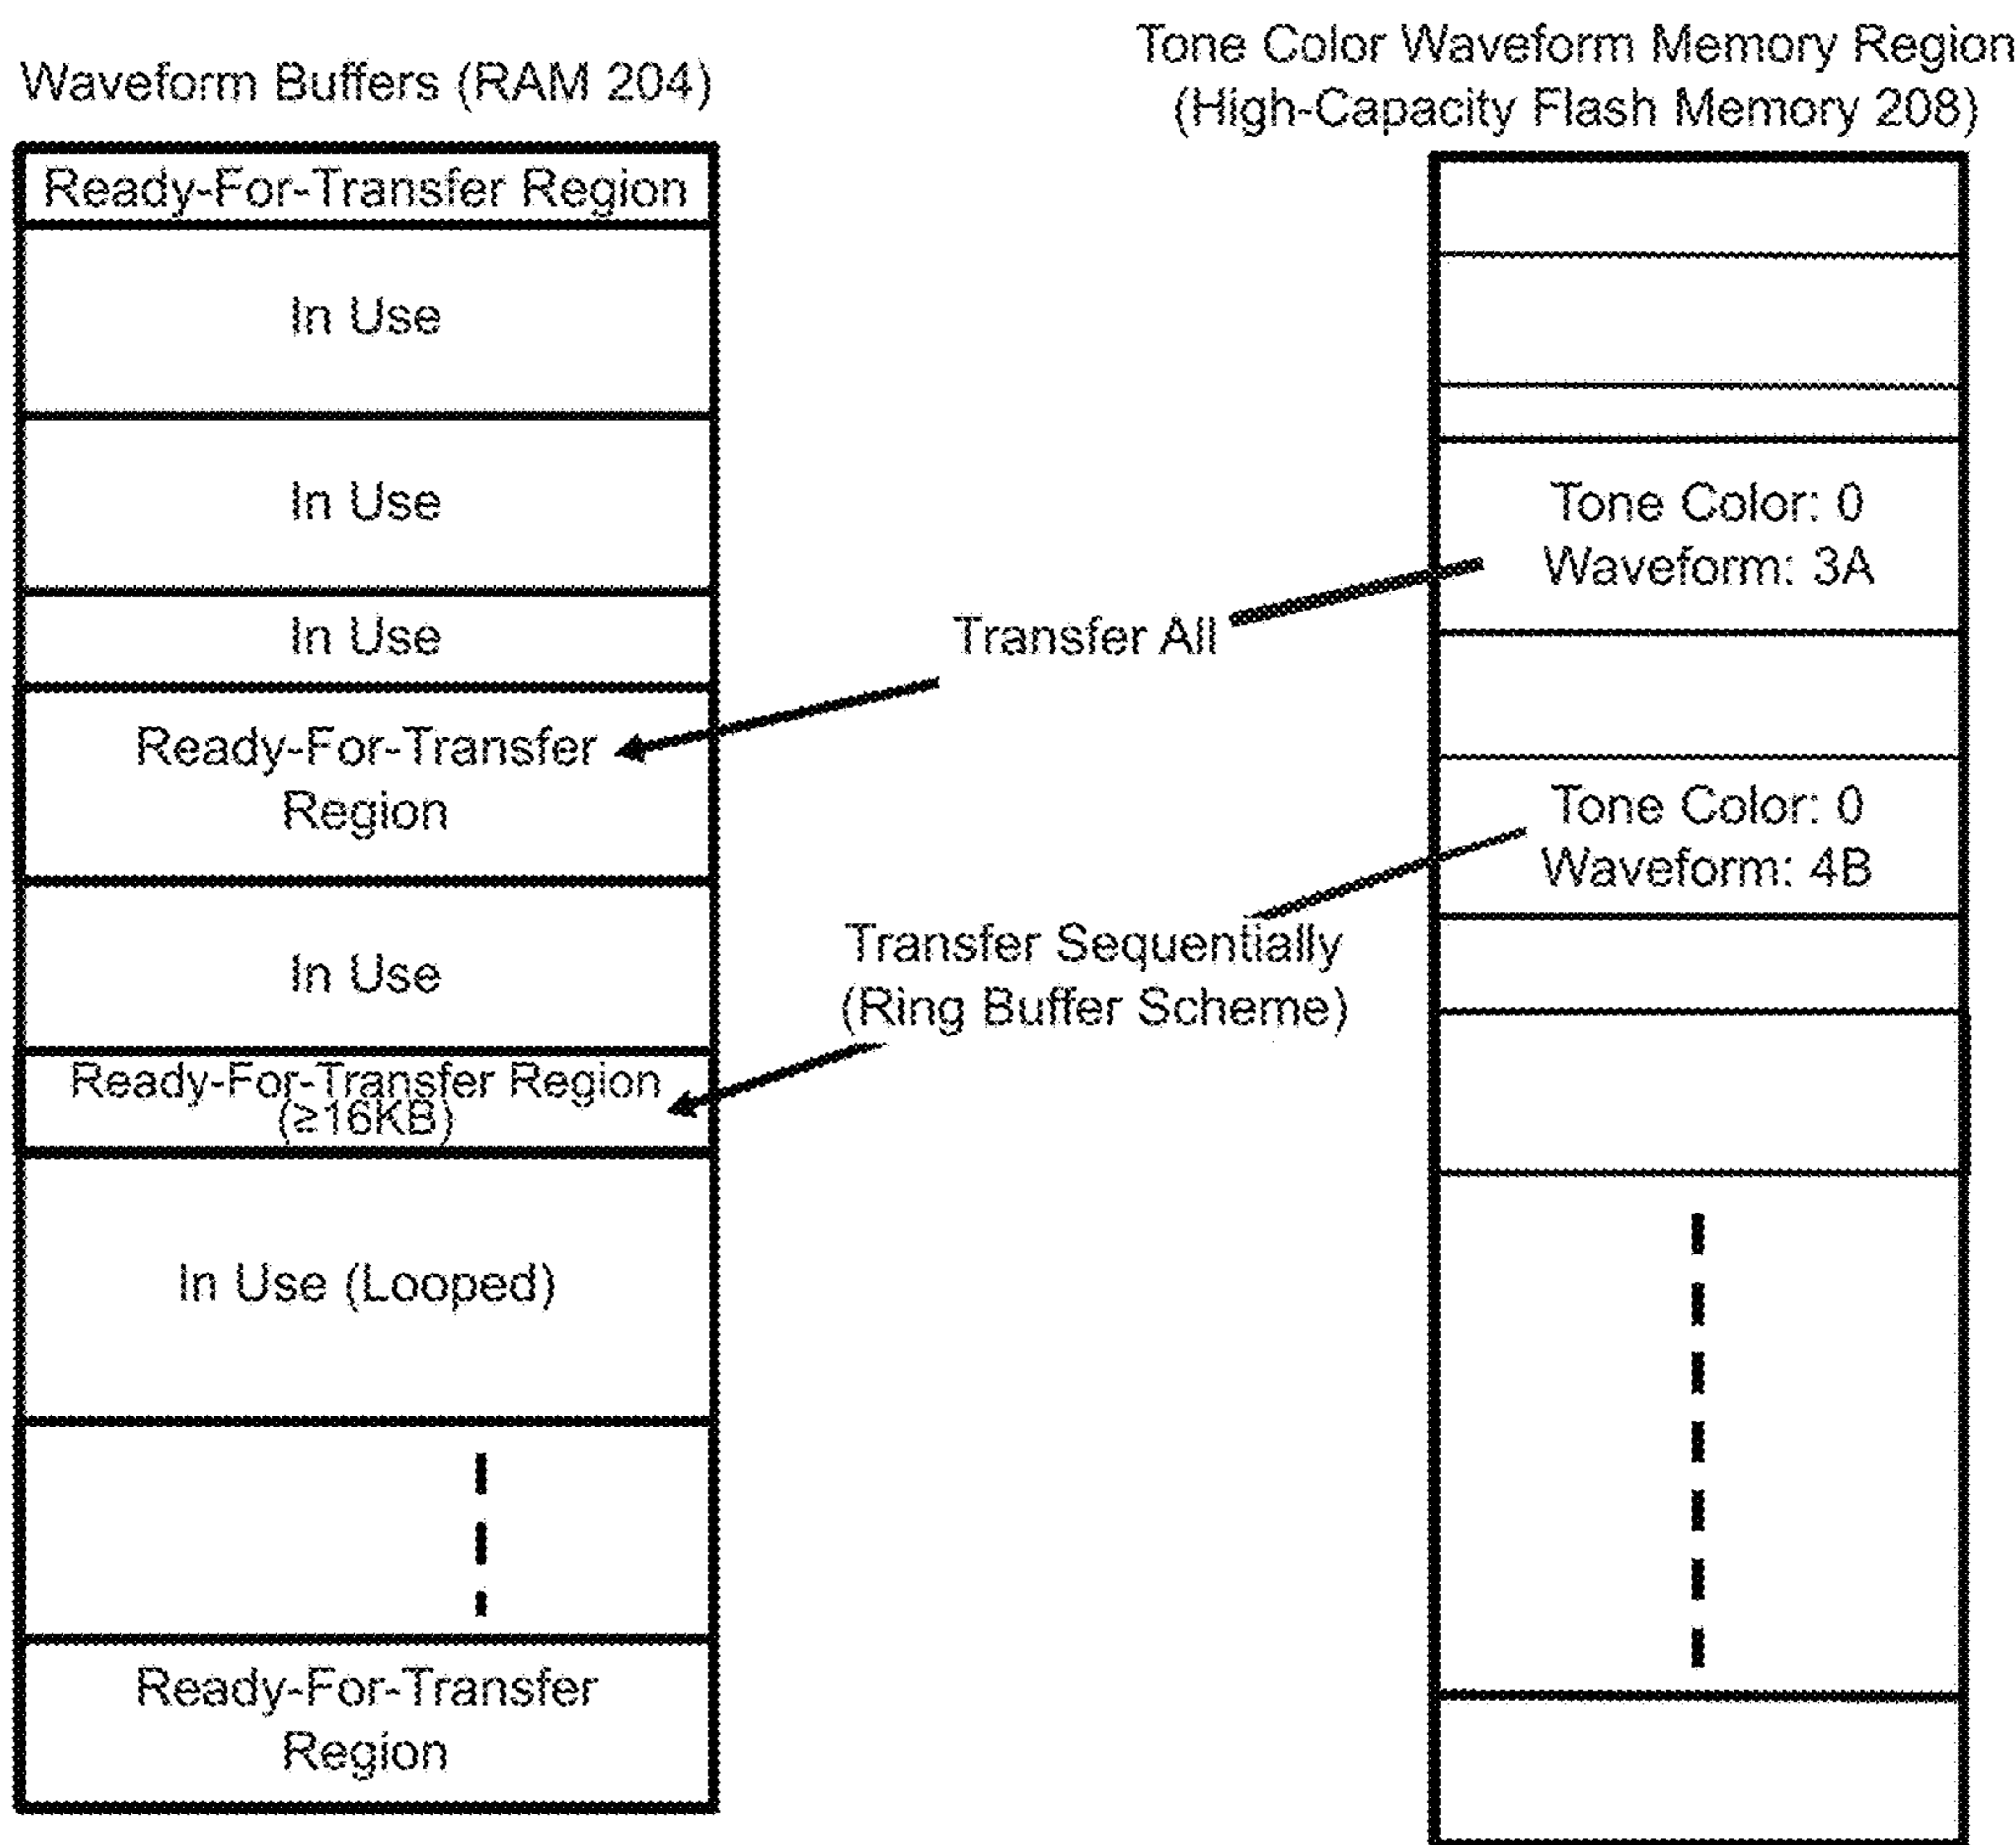 Waveform Buffers (RAM 204)
Ready-For-Transfer Region
In Use
In Use
In Use
Ready-For-Transfer
Region
In Use
Ready-For-Transfer Region
(≥16KB)
In Use (Looped)
Ready-For-Transfer
Region
Transfer All
Transfer Sequentially
(Ring Buffer Scheme)
Tone Color Waveform Memory Region
(High-Capacity Flash Memory 208)
Tone Color: 0
Waveform: 3A
Tone Color: 0
Waveform: 4B